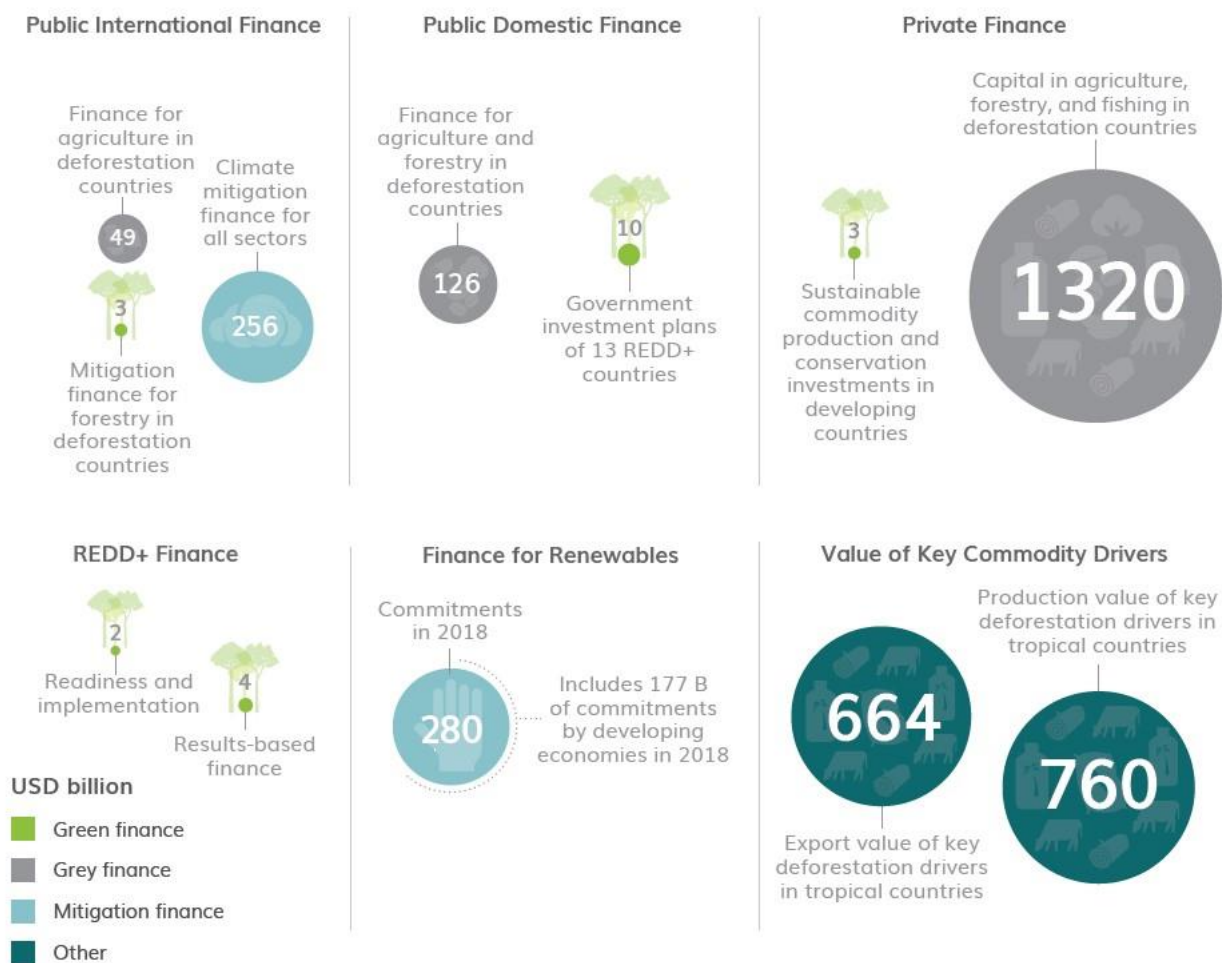 Public International Finance
Finance for
agriculture in
deforestation
countries
49
Climate
mitigation
finance for
all sectors
256
3
Mitigation
finance for
forestry in
deforestation
countries
Public Domestic Finance
Finance for
agriculture and
forestry in
deforestation
countries
126
10
Government
investment plans
of 13 REDD+
countries
Private Finance
Capital in agriculture,
forestry, and fishing in
deforestation countries
1320
3
Sustainable
commodity
production and
conservation
investments in
developing
countries
REDD+ Finance
2
Readiness and
implementation
4
Results-based
finance
Finance for Renewables
Commitments
in 2018
280
Includes 177 B
of commitments
by developing
economies in 2018
Value of Key Commodity Drivers
Production value of key
deforestation drivers in
tropical countries
664
760
Export value of key
deforestation drivers
in tropical countries
USD billion
Green finance
Grey finance
Mitigation finance
Other